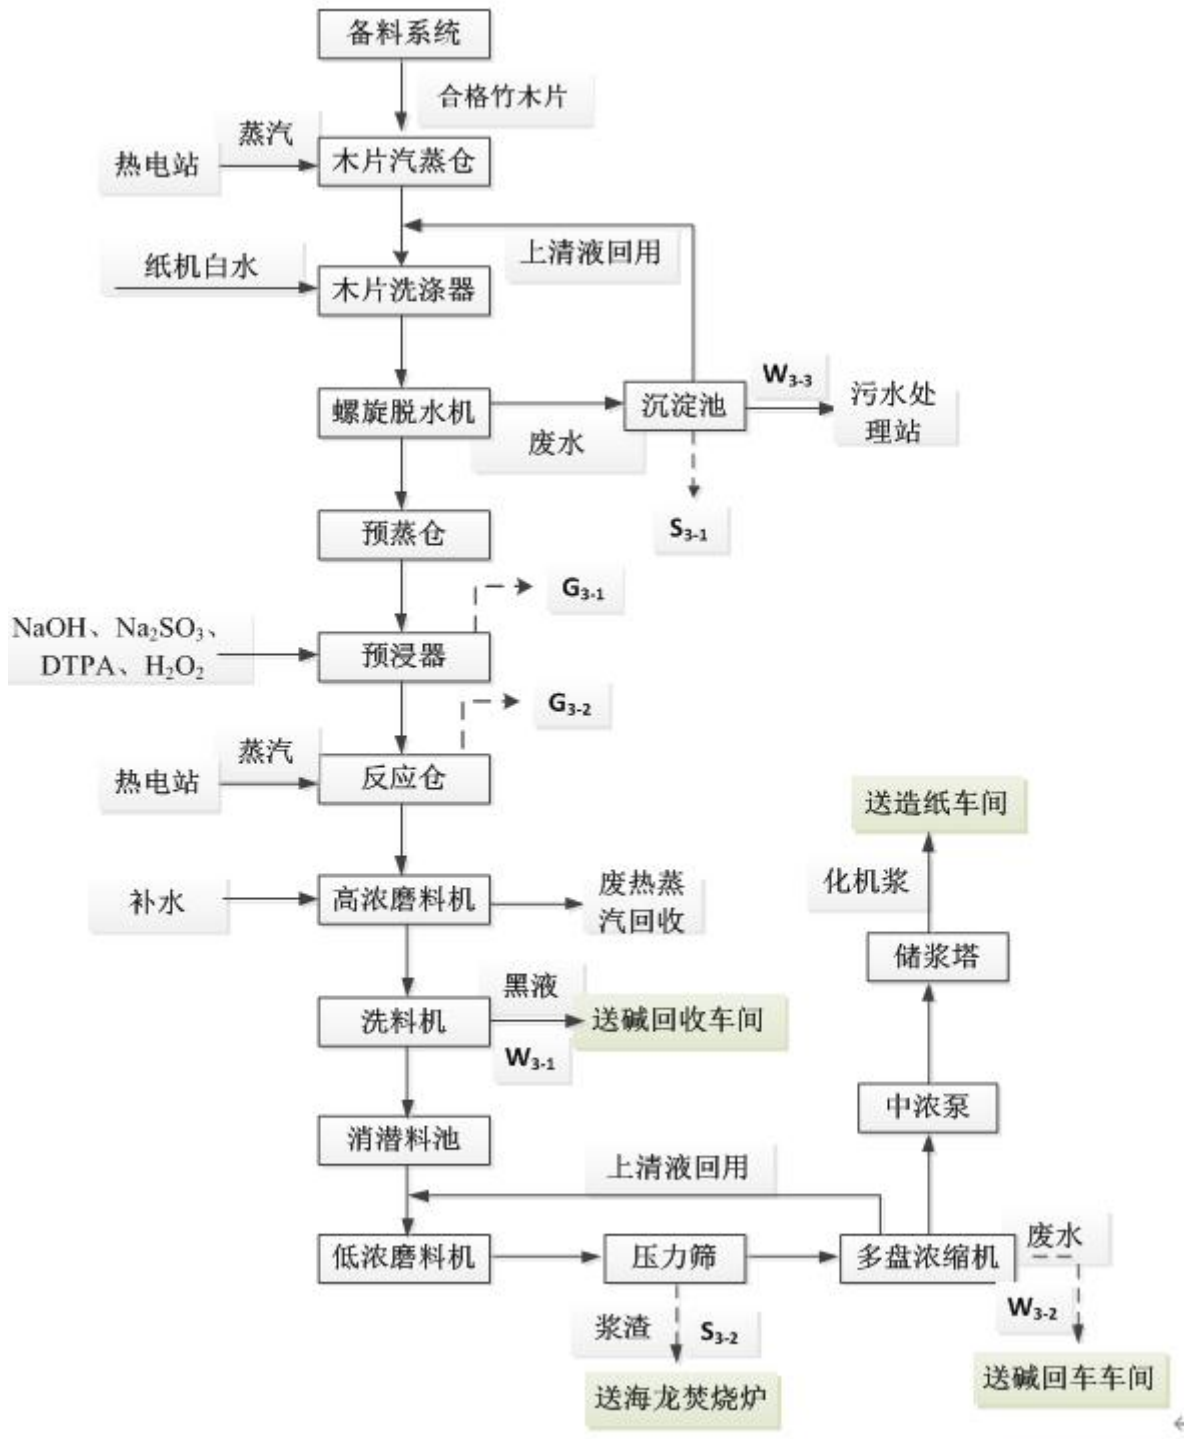 备料系统
合格竹木片
蒸汽
热电站
木片汽蒸仓
上清液回用
纸机白水
木片洗涤器
W3-3
螺旋脱水机
沉淀池
污水处
理站
废水
S3-1
预蒸仓
G3-1
NaOH、Na₂SO₃、
DTPA、H₂O₂
预浸器
G3-2
蒸汽
热电站
反应仓
送造纸车间
化机浆
补水
高浓磨料机
废热蒸
汽回收
储浆塔
黑液
洗料机
送碱回收车间
W3-1
中浓泵
消潜料池
上清液回用
低浓磨料机
压力筛
多盘浓缩机
废水
W3-2
浆渣
S3-2
送碱回车车间
送海龙焚烧炉